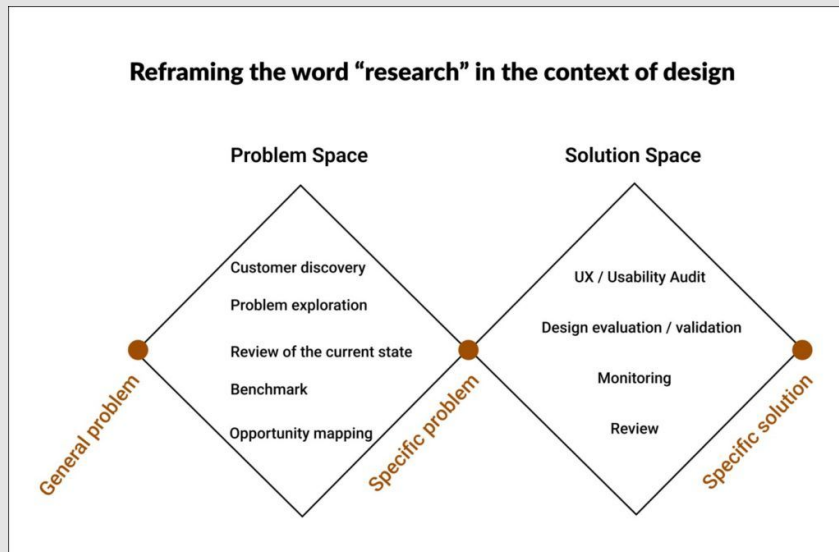 Reframing the word “research” in the context of design
Problem Space
Customer discovery
Problem exploration
Review of the current state
Benchmark
Opportunity mapping
Solution Space
UX / Usability Audit
Design evaluation / validation
Monitoring
Review
General problem
Specific problem
Specific solution